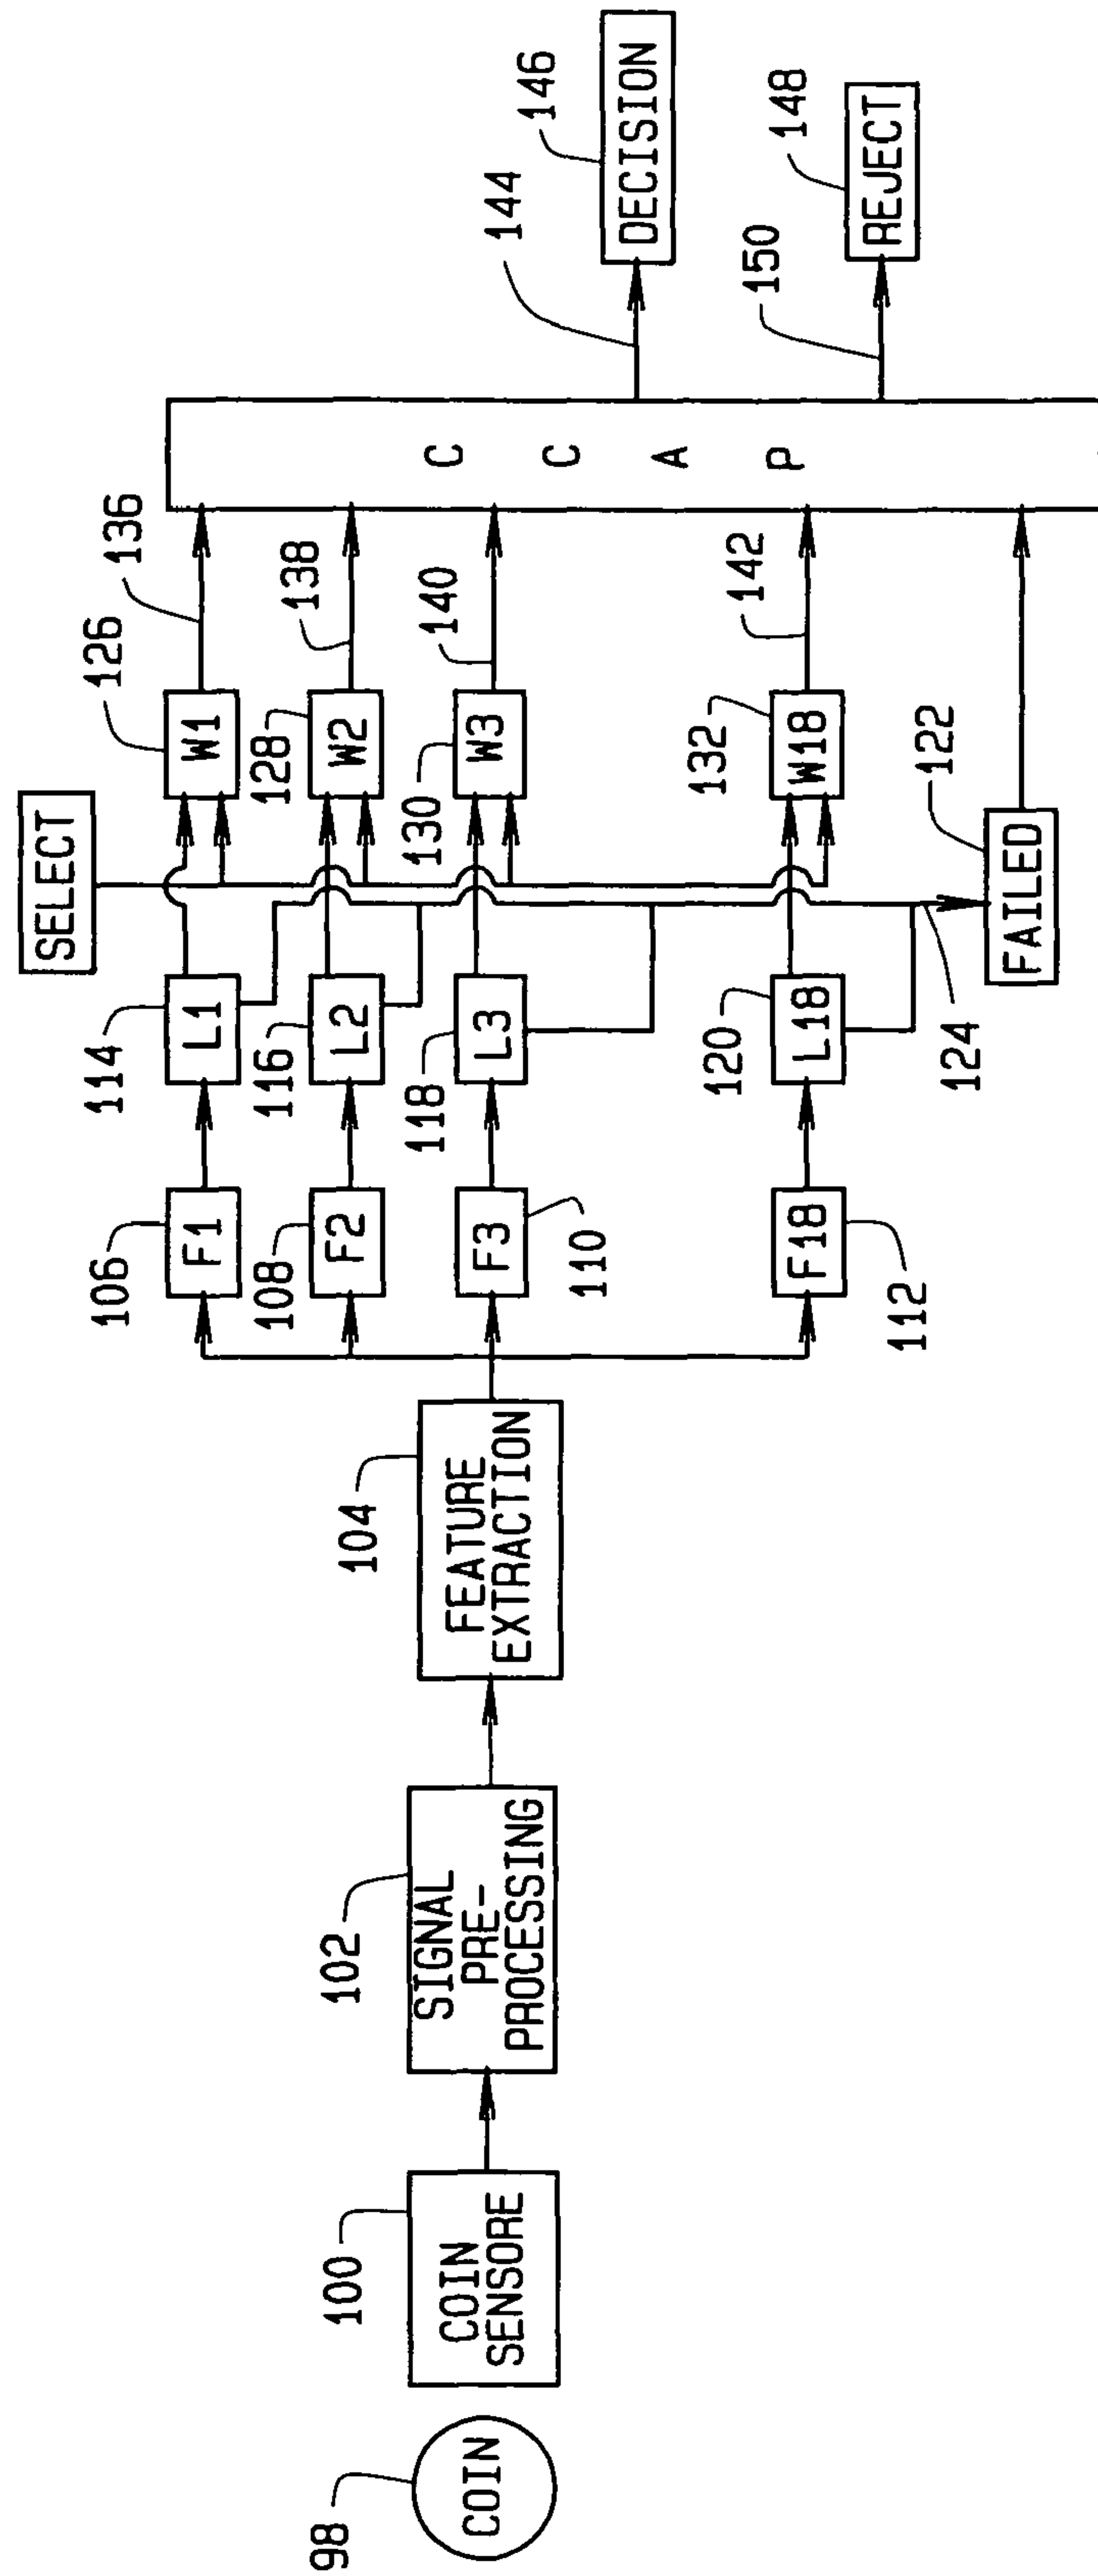 98
COIN
100
COIN
SENSORE
102
SIGNAL
PRE-
PROCESSING
104
FEATURE
EXTRACTION
106
F1
108
F2
F3
110
F18
112
114
L1
116
L2
118
L3
120
L18
124
SELECT
126
W1
128
W2
130
W3
132
W18
122
FAILED
136
138
140
142
C
C
A
P
144
146
DECISION
150
148
REJECT